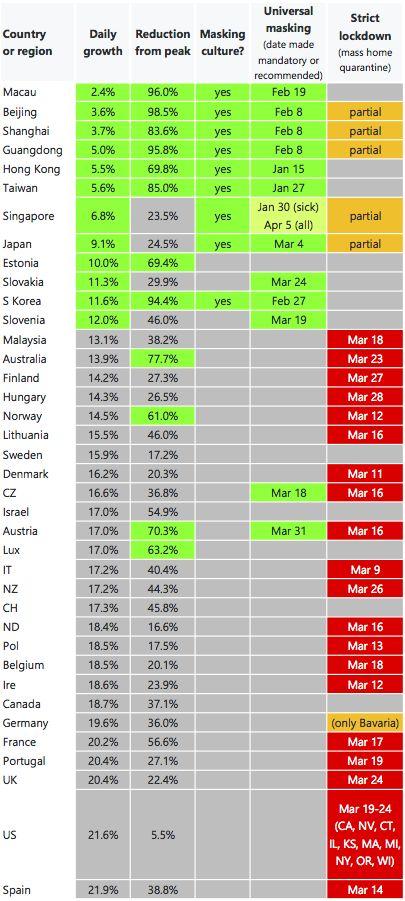 Country or region | Daily growth | Reduction from peak | Masking culture? | Universal masking (date made mandatory or recommended) | Strict lockdown (mass home quarantine)
Macau 2.4% 96.0% yes Feb 19
Beijing 3.6% 98.5% yes Feb 8 partial
Shanghai 3.7% 83.6% yes Feb 8 partial
Guangdong 5.0% 95.8% yes Feb 8 partial
Hong Kong 5.5% 69.8% yes Jan 15
Taiwan 5.6% 85.0% yes Jan 27
Singapore 6.8% 23.5% yes Jan 30 (sick) Apr 5 (all) partial
Japan 9.1% 24.5% yes Mar 4 partial
Estonia 10.0% 69.4%
Slovakia 11.3% 29.9% Mar 24
S Korea 11.6% 94.4% yes Feb 27
Slovenia 12.0% 46.0% Mar 19
Malaysia 13.1% 38.2% Mar 18
Australia 13.9% 77.7% Mar 23
Finland 14.2% 27.3% Mar 27
Hungary 14.3% 26.5% Mar 28
Norway 14.5% 61.0% Mar 12
Lithuania 15.5% 46.0% Mar 16
Sweden 15.9% 17.2%
Denmark 16.2% 20.3% Mar 11
CZ 16.6% 36.8% Mar 18 Mar 16
Israel 17.0% 54.9%
Austria 17.0% 70.3% Mar 31 Mar 16
Lux 17.0% 63.2%
IT 17.2% 40.4% Mar 9
NZ 17.2% 44.3% Mar 26
CH 17.3% 45.8%
ND 18.4% 16.6% Mar 16
Pol 18.5% 17.5% Mar 13
Belgium 18.5% 20.1% Mar 18
Ire 18.6% 23.9% Mar 12
Canada 18.7% 37.1%
Germany 19.6% 36.0% (only Bavaria)
France 20.2% 56.6% Mar 17
Portugal 20.4% 27.1% Mar 19
UK 20.4% 22.4% Mar 24
US 21.6% 5.5% Mar 19-24 (CA, NV, CT, IL, KS, MA, MI, NY, OR, WI)
Spain 21.9% 38.8% Mar 14